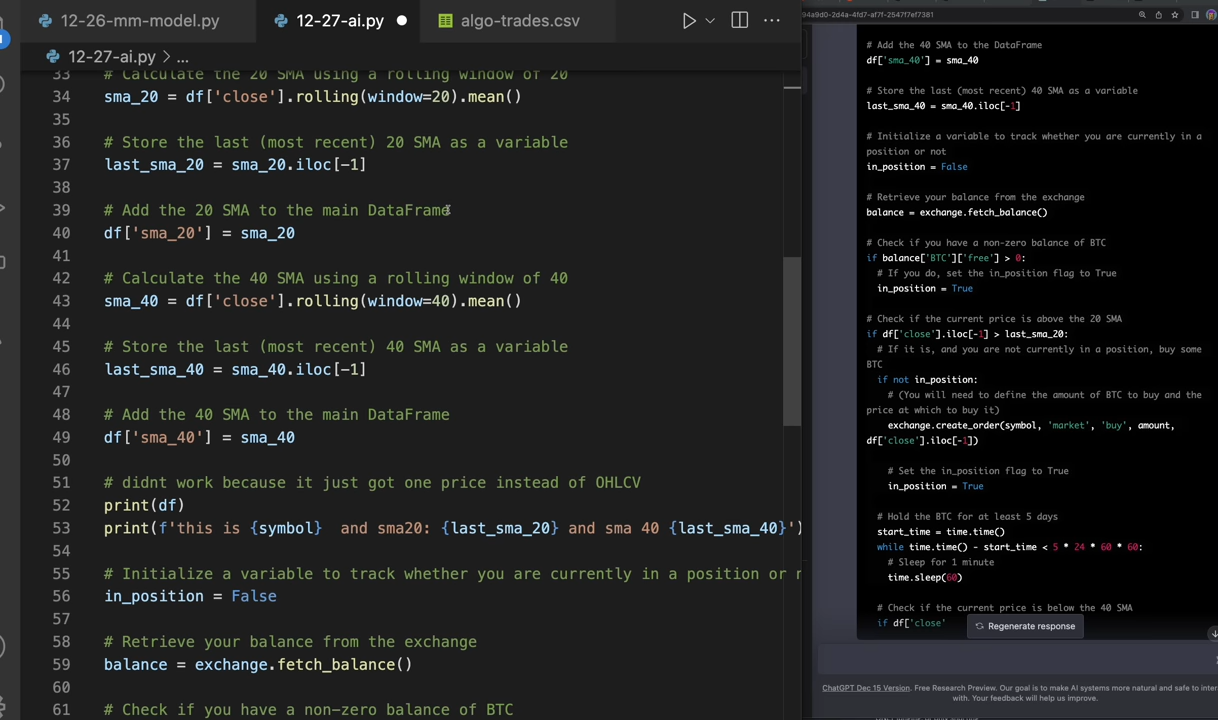 12-26-mm-model.py
12-27-ai.py
algo-trades.csv
12-27-ai.py > ...
33 # Calculate the 20 SMA using a rolling window of 20
34 sma_20 = df['close'].rolling(window=20).mean()
35
36 # Store the last (most recent) 20 SMA as a variable
37 last_sma_20 = sma_20.iloc[-1]
38
39 # Add the 20 SMA to the main DataFrame
40 df['sma_20'] = sma_20
41
42 # Calculate the 40 SMA using a rolling window of 40
43 sma_40 = df['close'].rolling(window=40).mean()
44
45 # Store the last (most recent) 40 SMA as a variable
46 last_sma_40 = sma_40.iloc[-1]
47
48 # Add the 40 SMA to the main DataFrame
49 df['sma_40'] = sma_40
50
51 # didnt work because it just got one price instead of OHLCV
52 print(df)
53 print(f'this is {symbol}  and sma20: {last_sma_20} and sma 40 {last_sma_40}')
54
55 # Initialize a variable to track whether you are currently in a position or
56 in_position = False
57
58 # Retrieve your balance from the exchange
59 balance = exchange.fetch_balance()
60
61 # Check if you have a non-zero balance of BTC
94a9d0-2d4a-4fd7-af7f-2547f7ef7381
# Add the 40 SMA to the DataFrame
df['sma_40'] = sma_40
# Store the last (most recent) 40 SMA as a variable
last_sma_40 = sma_40.iloc[-1]
# Initialize a variable to track whether you are currently in a
position or not
in_position = False
# Retrieve your balance from the exchange
balance = exchange.fetch_balance()
# Check if you have a non-zero balance of BTC
if balance['BTC']['free'] > 0:
# If you do, set the in_position flag to True
in_position = True
# Check if the current price is above the 20 SMA
if df['close'].iloc[-1] > last_sma_20:
# If it is, and you are not currently in a position, buy some
BTC
if not in_position:
# (You will need to define the amount of BTC to buy and the
price at which to buy it)
exchange.create_order(symbol, 'market', 'buy', amount,
df['close'].iloc[-1])
# Set the in_position flag to True
in_position = True
# Hold the BTC for at least 5 days
start_time = time.time()
while time.time() - start_time < 5 * 24 * 60 * 60:
# Sleep for 1 minute
time.sleep(60)
# Check if the current price is below the 40 SMA
if df['close'
Regenerate response
ChatGPT Dec 15 Version. Free Research Preview. Our goal is to make AI systems more natural and safe to inter
with. Your feedback will help us improve.